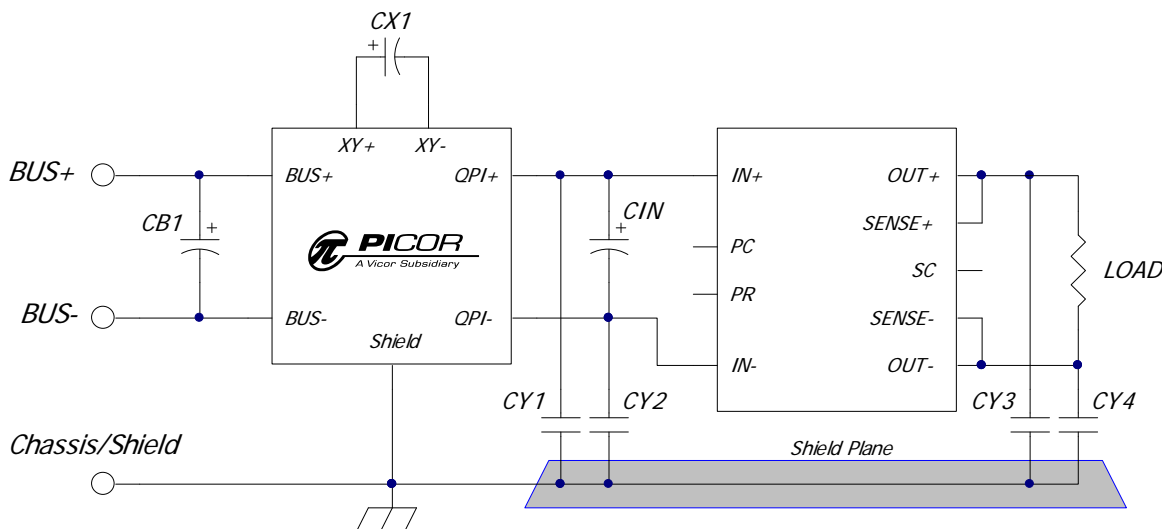 CX1
+
XY+ XY-
BUS+
BUS+
QPI+
IN+
OUT+
CB1
+
PICOR
A Vicor Subsidiary
CIN
+
SENSE+
PC
SC
LOAD
PR
BUS-
BUS-
QPI-
SENSE-
Shield
IN-
OUT-
CY1
CY2
CY3
CY4
Chassis/Shield
Shield Plane